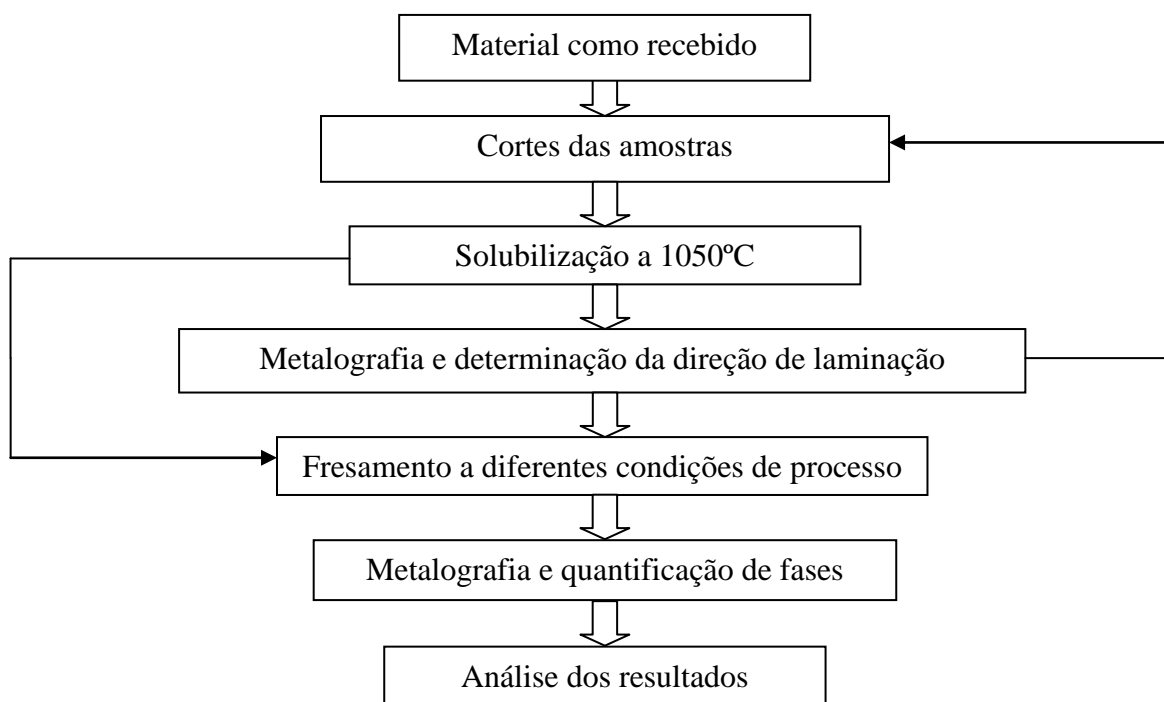 Material como recebido
Cortes das amostras
Solubilização a 1050ºC
Metalografia e determinação da direção de laminação
Fresamento a diferentes condições de processo
Metalografia e quantificação de fases
Análise dos resultados